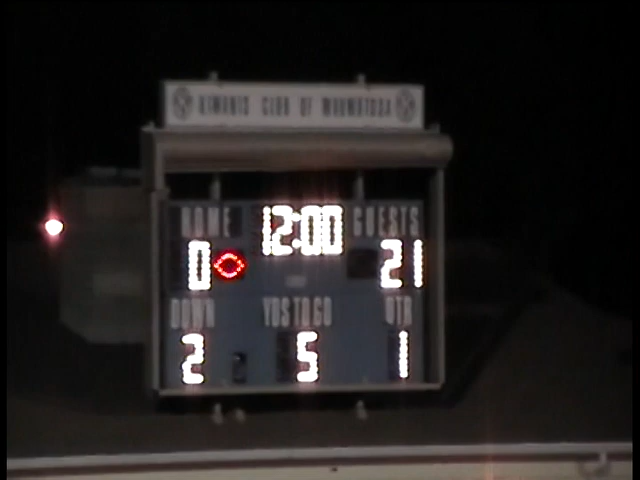 KIWANIS CLUB OF WAUWATOSA
HOME 12:00 GUESTS
0 21
DOWN YDS TO GO QTR
2 5 1